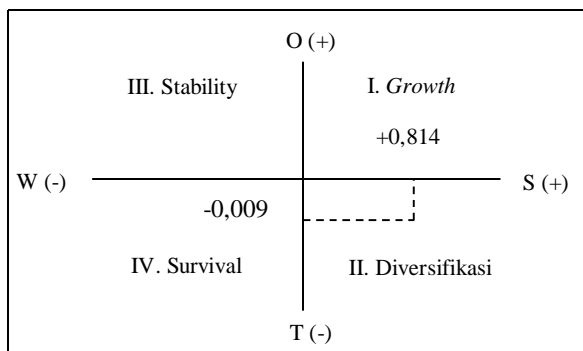 O (+)
III. Stability
I. Growth
+0,814
W (-)
S (+)
-0,009
IV. Survival
II. Diversifikasi
T (-)